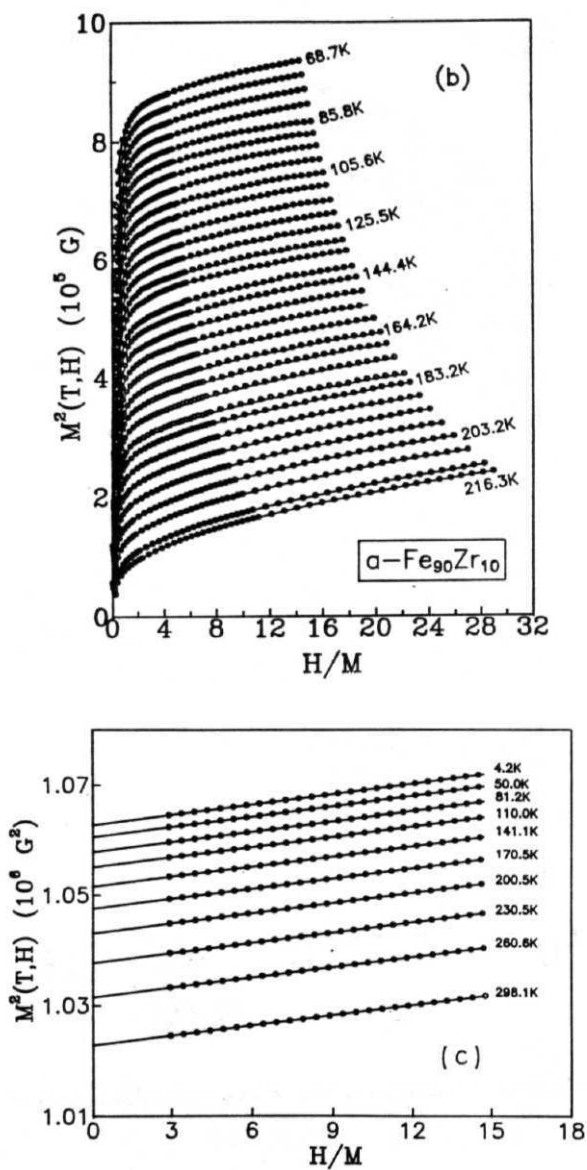 10
68.7K
(b)
8
85.8K
105.6K
6
125.5K
144.4K
M²(T,H) (10⁵ G)
4
164.2K
183.2K
203.2K
2
216.3K
a-Fe₉₀Zr₁₀
0
0 4 8 12 16 20 24 28 32
H/M
1.07
4.2K
50.0K
81.2K
110.0K
1.05
141.1K
170.5K
200.5K
M²(T,H) (10⁶ G²)
230.5K
1.03
260.6K
298.1K
(c)
1.01
0 3 6 9 12 15 18
H/M